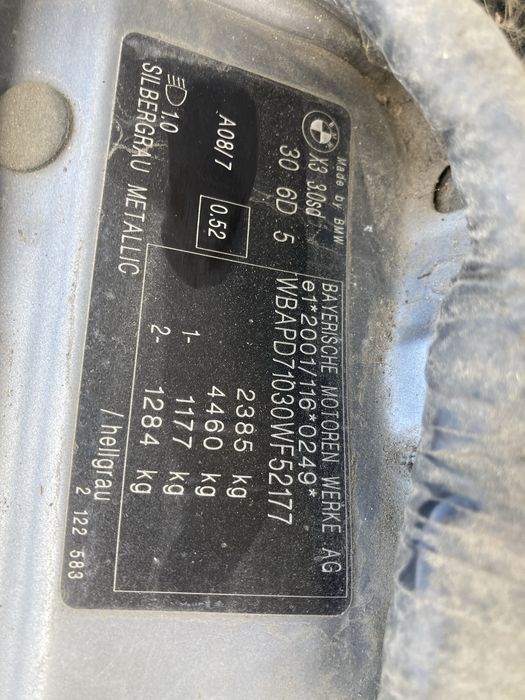 Made by BMW
BAYERISCHE MOTOREN WERKE AG
X3 3.0sd
e1*2001/116*0249*
30 6D 5
WBAPD71030WF52177
2385 kg
4460 kg
A08/7
0.52
1- 1177 kg
2- 1284 kg
1,0
SILBERGRAU METALLIC
/hellgrau
2 122 583